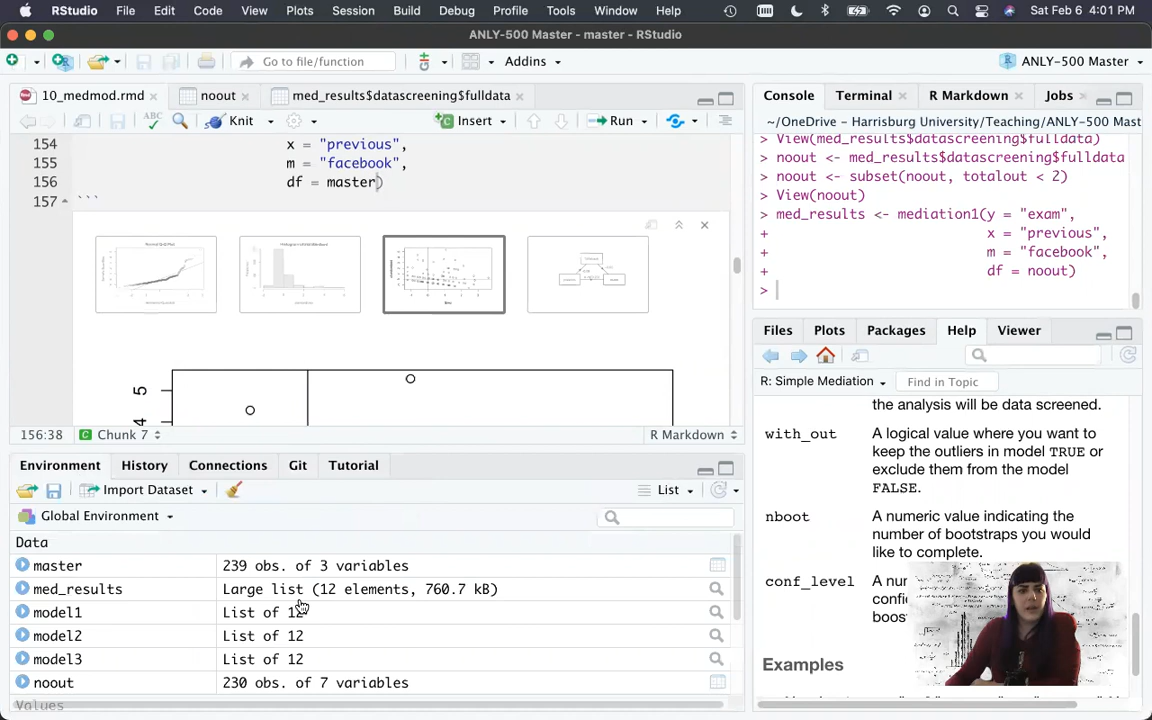 RStudio File Edit Code View Plots Session Build Debug Profile Tools Window Help Sat Feb 6 4:01 PM
ANLY-500 Master - master - RStudio
Go to file/function Addins ANLY-500 Master
10_medmod.rmd noout med_results$datascreening$fulldata
ABC Knit Insert Run
154 x = "previous",
155 m = "facebook",
156 df = master)
157 ```
5
4
156:38 Chunk 7 R Markdown
Environment History Connections Git Tutorial
Import Dataset List
Global Environment
Data
master 239 obs. of 3 variables
med_results Large list (12 elements, 760.7 kB)
model1 List of 12
model2 List of 12
model3 List of 12
noout 230 obs. of 7 variables
Values
Console Terminal R Markdown Jobs
~/OneDrive - Harrisburg University/Teaching/ANLY-500 Mast
> View(med_results$datascreening$fulldata)
> noout <- med_results$datascreening$fulldata
> noout <- subset(noout, totalout < 2)
> View(noout)
> med_results <- mediation1(y = "exam",
+ x = "previous",
+ m = "facebook",
+ df = noout)
>
Files Plots Packages Help Viewer
R: Simple Mediation Find in Topic
the analysis will be data screened.
with_out A logical value where you want to
keep the outliers in model TRUE or
exclude them from the model
FALSE.
nboot A numeric value indicating the
number of bootstraps you would
like to complete.
conf_level A nu
confi
boos
Examples